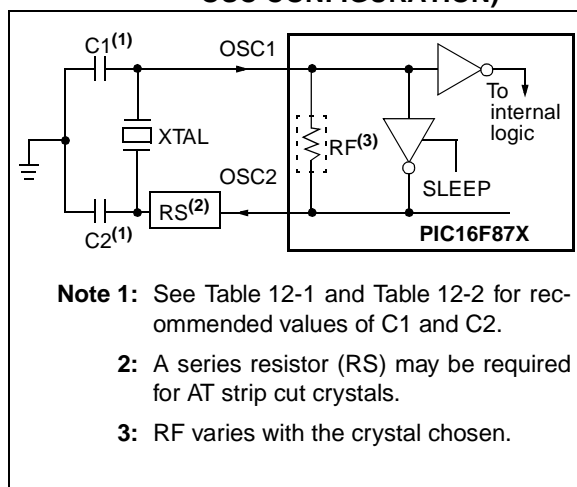 OSC CONFIGURATION)
C1(1)
OSC1
To
internal
logic
XTAL
RF(3)
OSC2
SLEEP
RS(2)
C2(1)
PIC16F87X
Note 1: See Table 12-1 and Table 12-2 for rec-
ommended values of C1 and C2.
2: A series resistor (RS) may be required
for AT strip cut crystals.
3: RF varies with the crystal chosen.